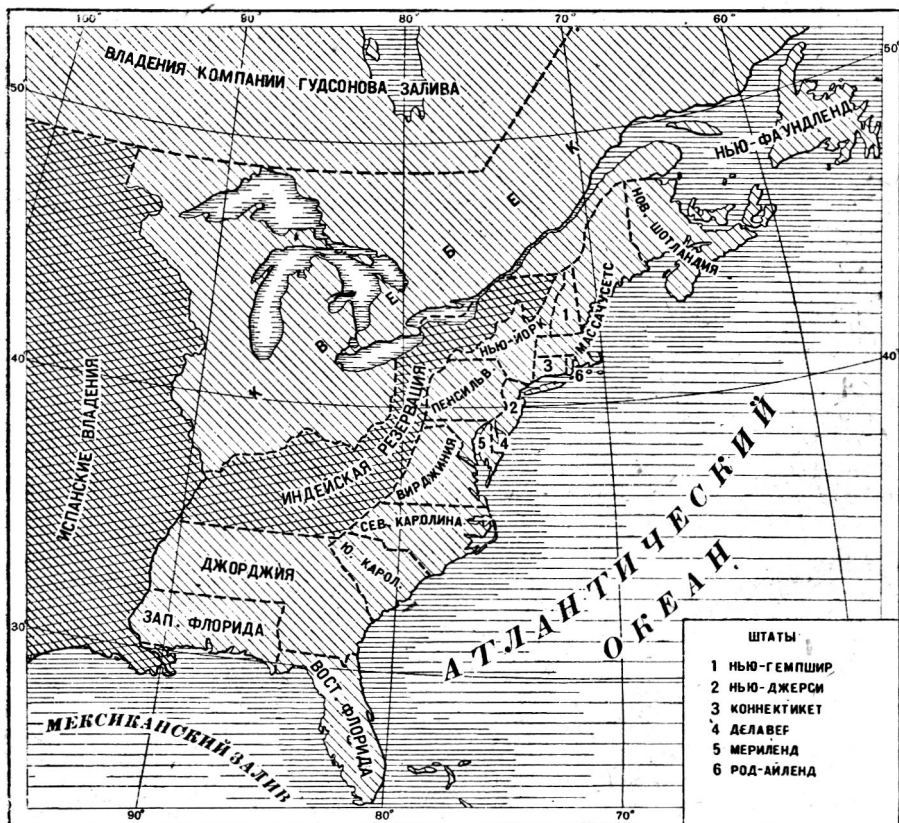 100° 90° 80° 70° 60°
50° 50°
ВЛАДЕНИЯ КОМПАНИИ ГУДСОНОВА-ЗАЛИВА
НЬЮ-ФАУНДЛЕНД
КВЕБЕК
НОВ. ШОТЛАНДИЯ
МАССАЧУСЕТС
НЬЮ-ЙОРК
1
3
6
40° 40°
ПЕНСИЛЬВ
2
5 4
ИСПАНСКИЕ ВЛАДЕНИЯ
ИНДЕЙСКАЯ РЕЗЕРВАЦИЯ
ВИРДЖИНИЯ
СЕВ. КАРОЛИНА
Ю. КАРОЛ.
ДЖОРДЖИЯ
ЗАП. ФЛОРИДА
30°
ВОСТ. ФЛОРИДА
АТЛАНТИЧЕСКИЙ
ОКЕАН
МЕКСИКАНСКИЙ ЗАЛИВ
ШТАТЫ
1 НЬЮ-ГЕМПШИР
2 НЬЮ-ДЖЕРСИ
3 КОННЕКТИКЕТ
4 ДЕЛАВЕР
5 МЕРИЛЕНД
6 РОД-АЙЛЕНД
90° 80° 70°